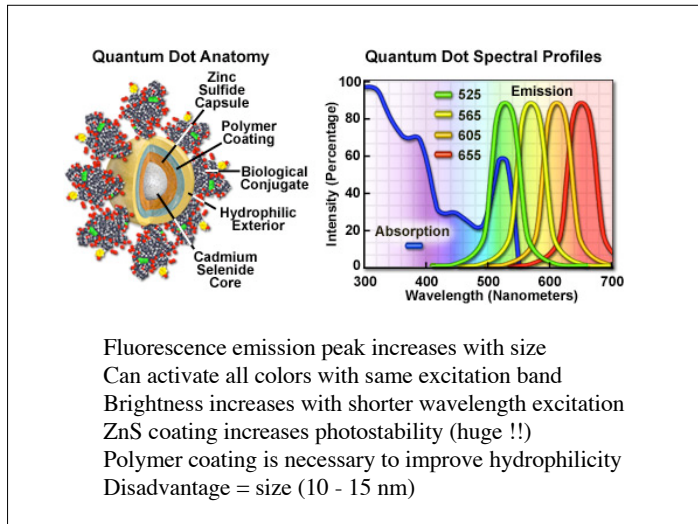 Quantum Dot Anatomy
Zinc
Sulfide
Capsule
Polymer
Coating
Biological
Conjugate
Hydrophilic
Exterior
Cadmium
Selenide
Core
Quantum Dot Spectral Profiles
Intensity (Percentage)
100
80
60
40
20
0
Emission
525
565
605
655
Absorption
300
400
500
600
700
Wavelength (Nanometers)
Fluorescence emission peak increases with size
Can activate all colors with same excitation band
Brightness increases with shorter wavelength excitation
ZnS coating increases photostability (huge !!)
Polymer coating is necessary to improve hydrophilicity
Disadvantage = size (10 - 15 nm)